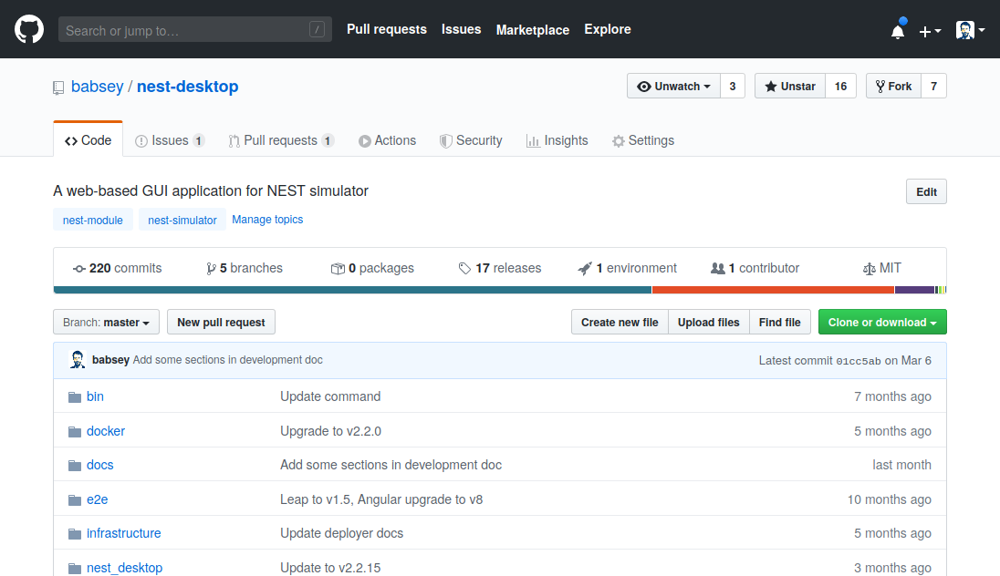 Search or jump to… / Pull requests Issues Marketplace Explore
babsey / nest-desktop Unwatch 3 Unstar 16 Fork 7
Code Issues 1 Pull requests 1 Actions Security Insights Settings
A web-based GUI application for NEST simulator Edit
nest-module nest-simulator Manage topics
220 commits 5 branches 0 packages 17 releases 1 environment 1 contributor MIT
Branch: master New pull request Create new file Upload files Find file Clone or download
babsey Add some sections in development doc Latest commit 01cc5ab on Mar 6
bin Update command 7 months ago
docker Upgrade to v2.2.0 5 months ago
docs Add some sections in development doc last month
e2e Leap to v1.5, Angular upgrade to v8 10 months ago
infrastructure Update deployer docs 5 months ago
nest_desktop Update to v2.2.15 3 months ago